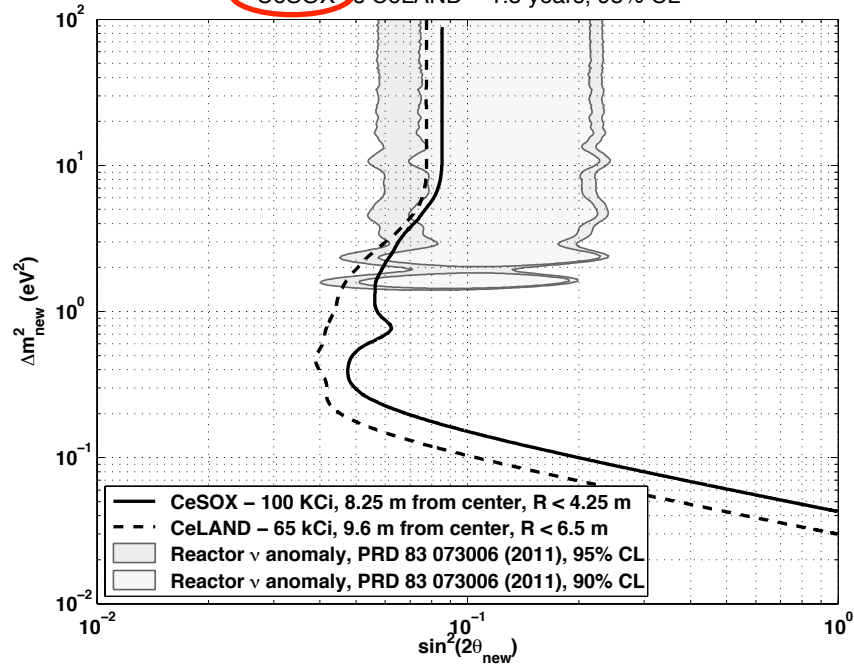 CeSOX
CeLAND – 1.5 years, 95% CL
10²
10¹
10⁰
10⁻¹
10⁻²
Δm²new (eV²)
CeSOX – 100 KCi, 8.25 m from center, R < 4.25 m
CeLAND – 65 kCi, 9.6 m from center, R < 6.5 m
Reactor ν anomaly, PRD 83 073006 (2011), 95% CL
Reactor ν anomaly, PRD 83 073006 (2011), 90% CL
10⁻² 10⁻¹ 10⁰
sin²(2θnew)